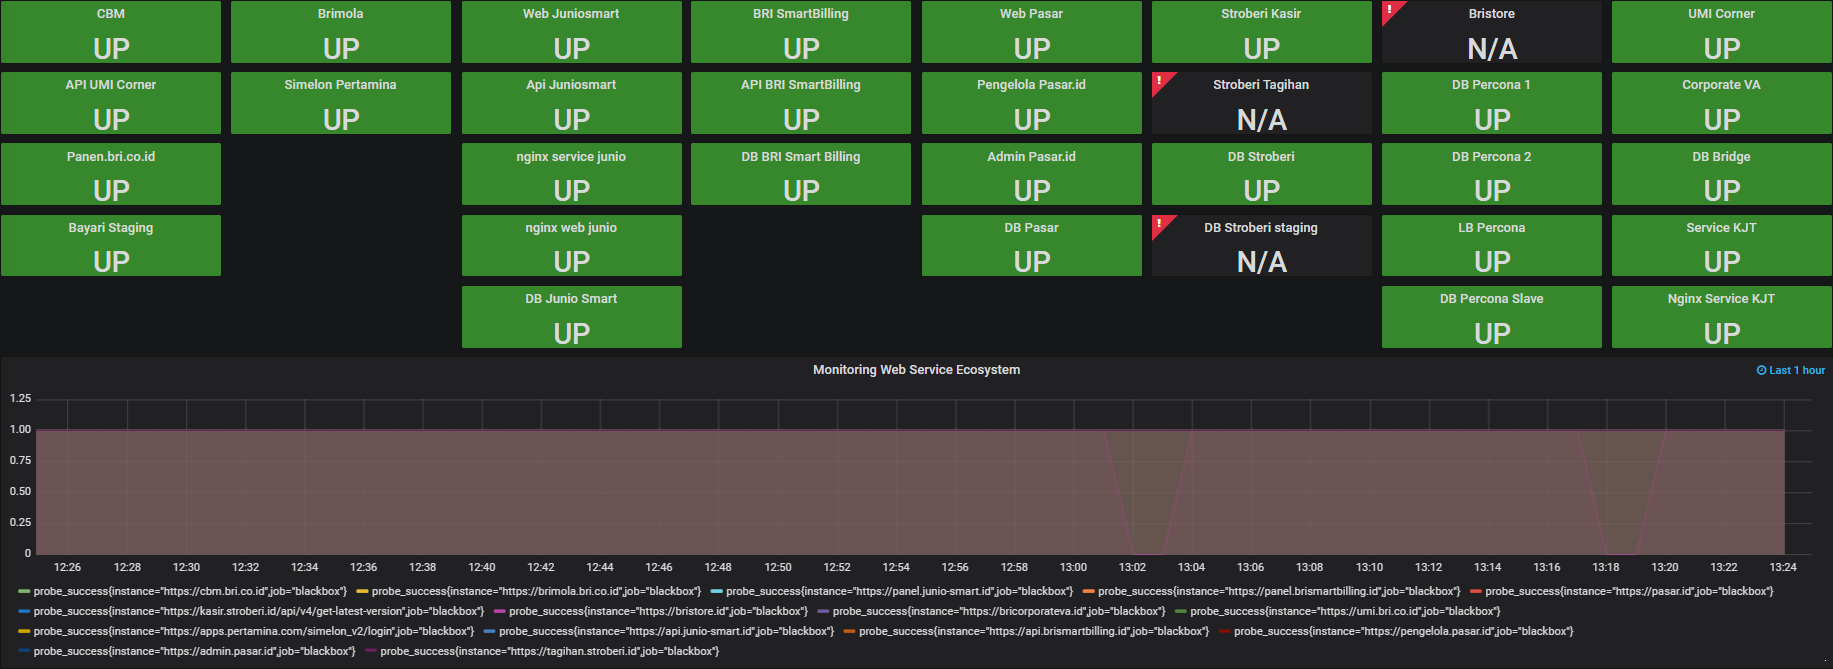 CBM
UP
Brimola
UP
Web Juniosmart
UP
BRI SmartBilling
UP
Web Pasar
UP
Stroberi Kasir
UP
!
Bristore
N/A
UMI Corner
UP
API UMI Corner
UP
Simelon Pertamina
UP
Api Juniosmart
UP
API BRI SmartBilling
UP
Pengelola Pasar.id
UP
!
Stroberi Tagihan
N/A
DB Percona 1
UP
Corporate VA
UP
Panen.bri.co.id
UP
nginx service junio
UP
DB BRI Smart Billing
UP
Admin Pasar.id
UP
DB Stroberi
UP
DB Percona 2
UP
DB Bridge
UP
Bayari Staging
UP
nginx web junio
UP
DB Pasar
UP
!
DB Stroberi staging
N/A
LB Percona
UP
Service KJT
UP
DB Junio Smart
UP
DB Percona Slave
UP
Nginx Service KJT
UP
Monitoring Web Service Ecosystem
Last 1 hour
1.25
1.00
0.75
0.50
0.25
0
12:26 12:28 12:30 12:32 12:34 12:36 12:38 12:40 12:42 12:44 12:46 12:48 12:50 12:52 12:54 12:56 12:58 13:00 13:02 13:04 13:06 13:08 13:10 13:12 13:14 13:16 13:18 13:20 13:22 13:24
probe_success{instance="https://cbm.bri.co.id",job="blackbox"} probe_success{instance="https://brimola.bri.co.id",job="blackbox"} probe_success{instance="https://panel.junio-smart.id",job="blackbox"} probe_success{instance="https://panel.brismartbilling.id",job="blackbox"} probe_success{instance="https://pasar.id",job="blackbox"}
probe_success{instance="https://kasir.stroberi.id/api/v4/get-latest-version",job="blackbox"} probe_success{instance="https://bristore.id",job="blackbox"} probe_success{instance="https://bricorporateva.id",job="blackbox"} probe_success{instance="https://umi.bri.co.id",job="blackbox"}
probe_success{instance="https://apps.pertamina.com/simelon_v2/login",job="blackbox"} probe_success{instance="https://api.junio-smart.id",job="blackbox"} probe_success{instance="https://api.brismartbilling.id",job="blackbox"} probe_success{instance="https://pengelola.pasar.id",job="blackbox"}
probe_success{instance="https://admin.pasar.id",job="blackbox"} probe_success{instance="https://tagihan.stroberi.id",job="blackbox"}